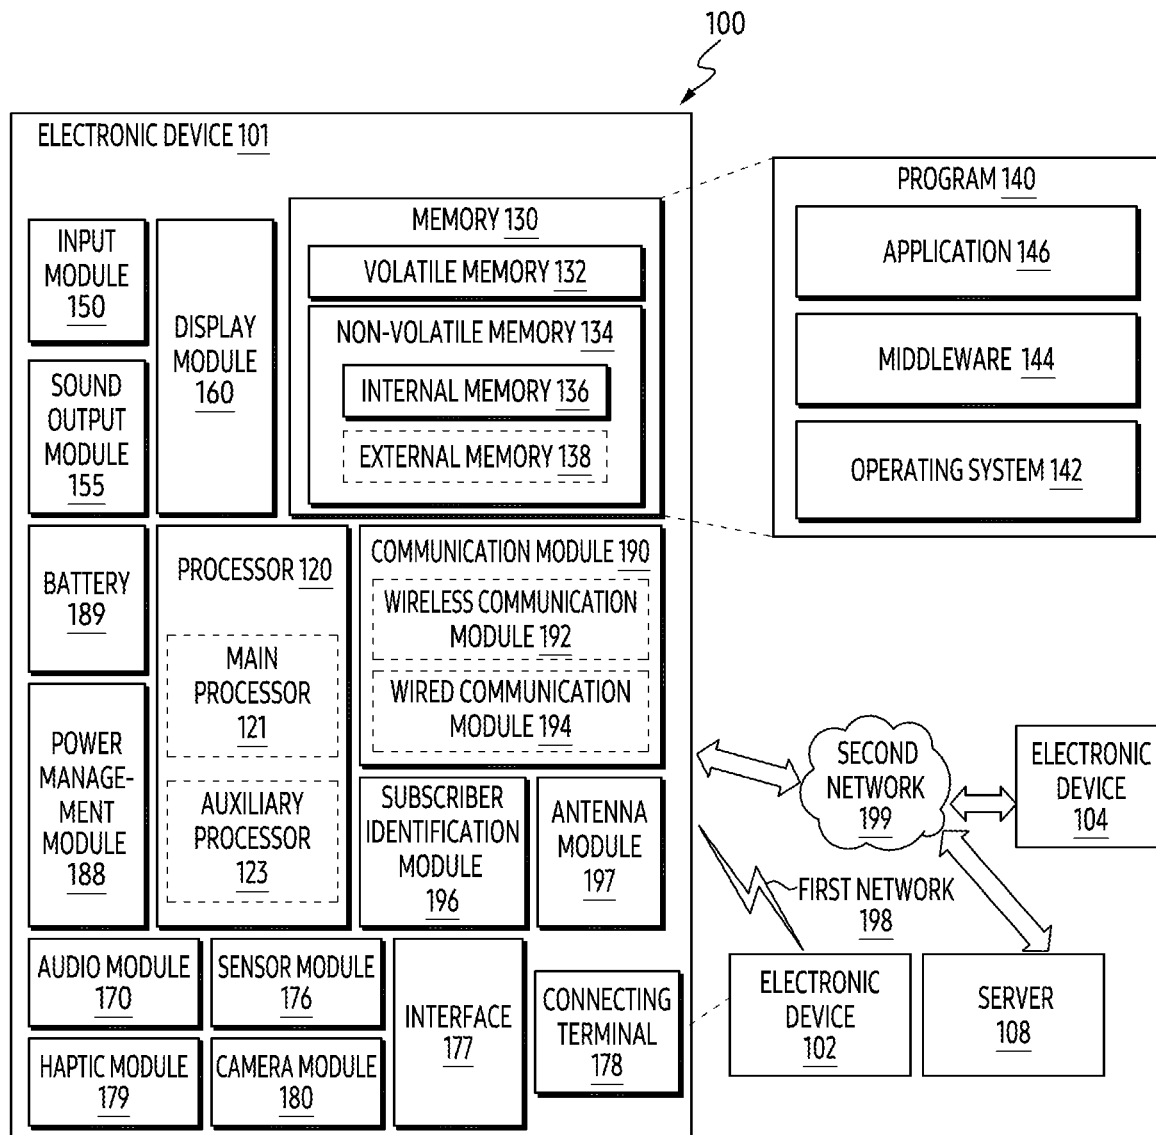 100
ELECTRONIC DEVICE 101
INPUT
MODULE
150
SOUND
OUTPUT
MODULE
155
DISPLAY
MODULE
160
MEMORY 130
VOLATILE MEMORY 132
NON-VOLATILE MEMORY 134
INTERNAL MEMORY 136
EXTERNAL MEMORY 138
PROGRAM 140
APPLICATION 146
MIDDLEWARE 144
OPERATING SYSTEM 142
BATTERY
189
POWER
MANAGE-
MENT
MODULE
188
PROCESSOR 120
MAIN
PROCESSOR
121
AUXILIARY
PROCESSOR
123
COMMUNICATION MODULE 190
WIRELESS COMMUNICATION
MODULE 192
WIRED COMMUNICATION
MODULE 194
SUBSCRIBER
IDENTIFICATION
MODULE
196
ANTENNA
MODULE
197
SECOND
NETWORK
199
ELECTRONIC
DEVICE
104
FIRST NETWORK
198
AUDIO MODULE
170
SENSOR MODULE
176
HAPTIC MODULE
179
CAMERA MODULE
180
INTERFACE
177
CONNECTING
TERMINAL
178
ELECTRONIC
DEVICE
102
SERVER
108